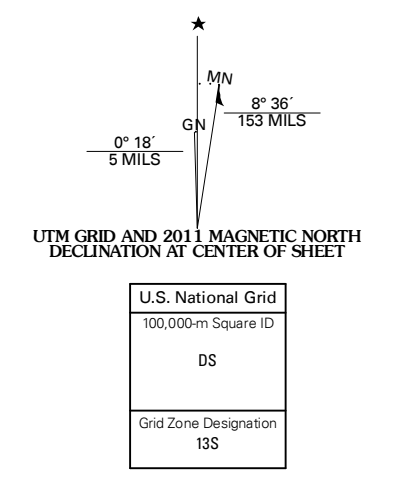 MN
8° 36´
153 MILS
GN
0° 18´
5 MILS
UTM GRID AND 2011 MAGNETIC NORTH
DECLINATION AT CENTER OF SHEET
U.S. National Grid
100,000-m Square ID
DS
Grid Zone Designation
13S